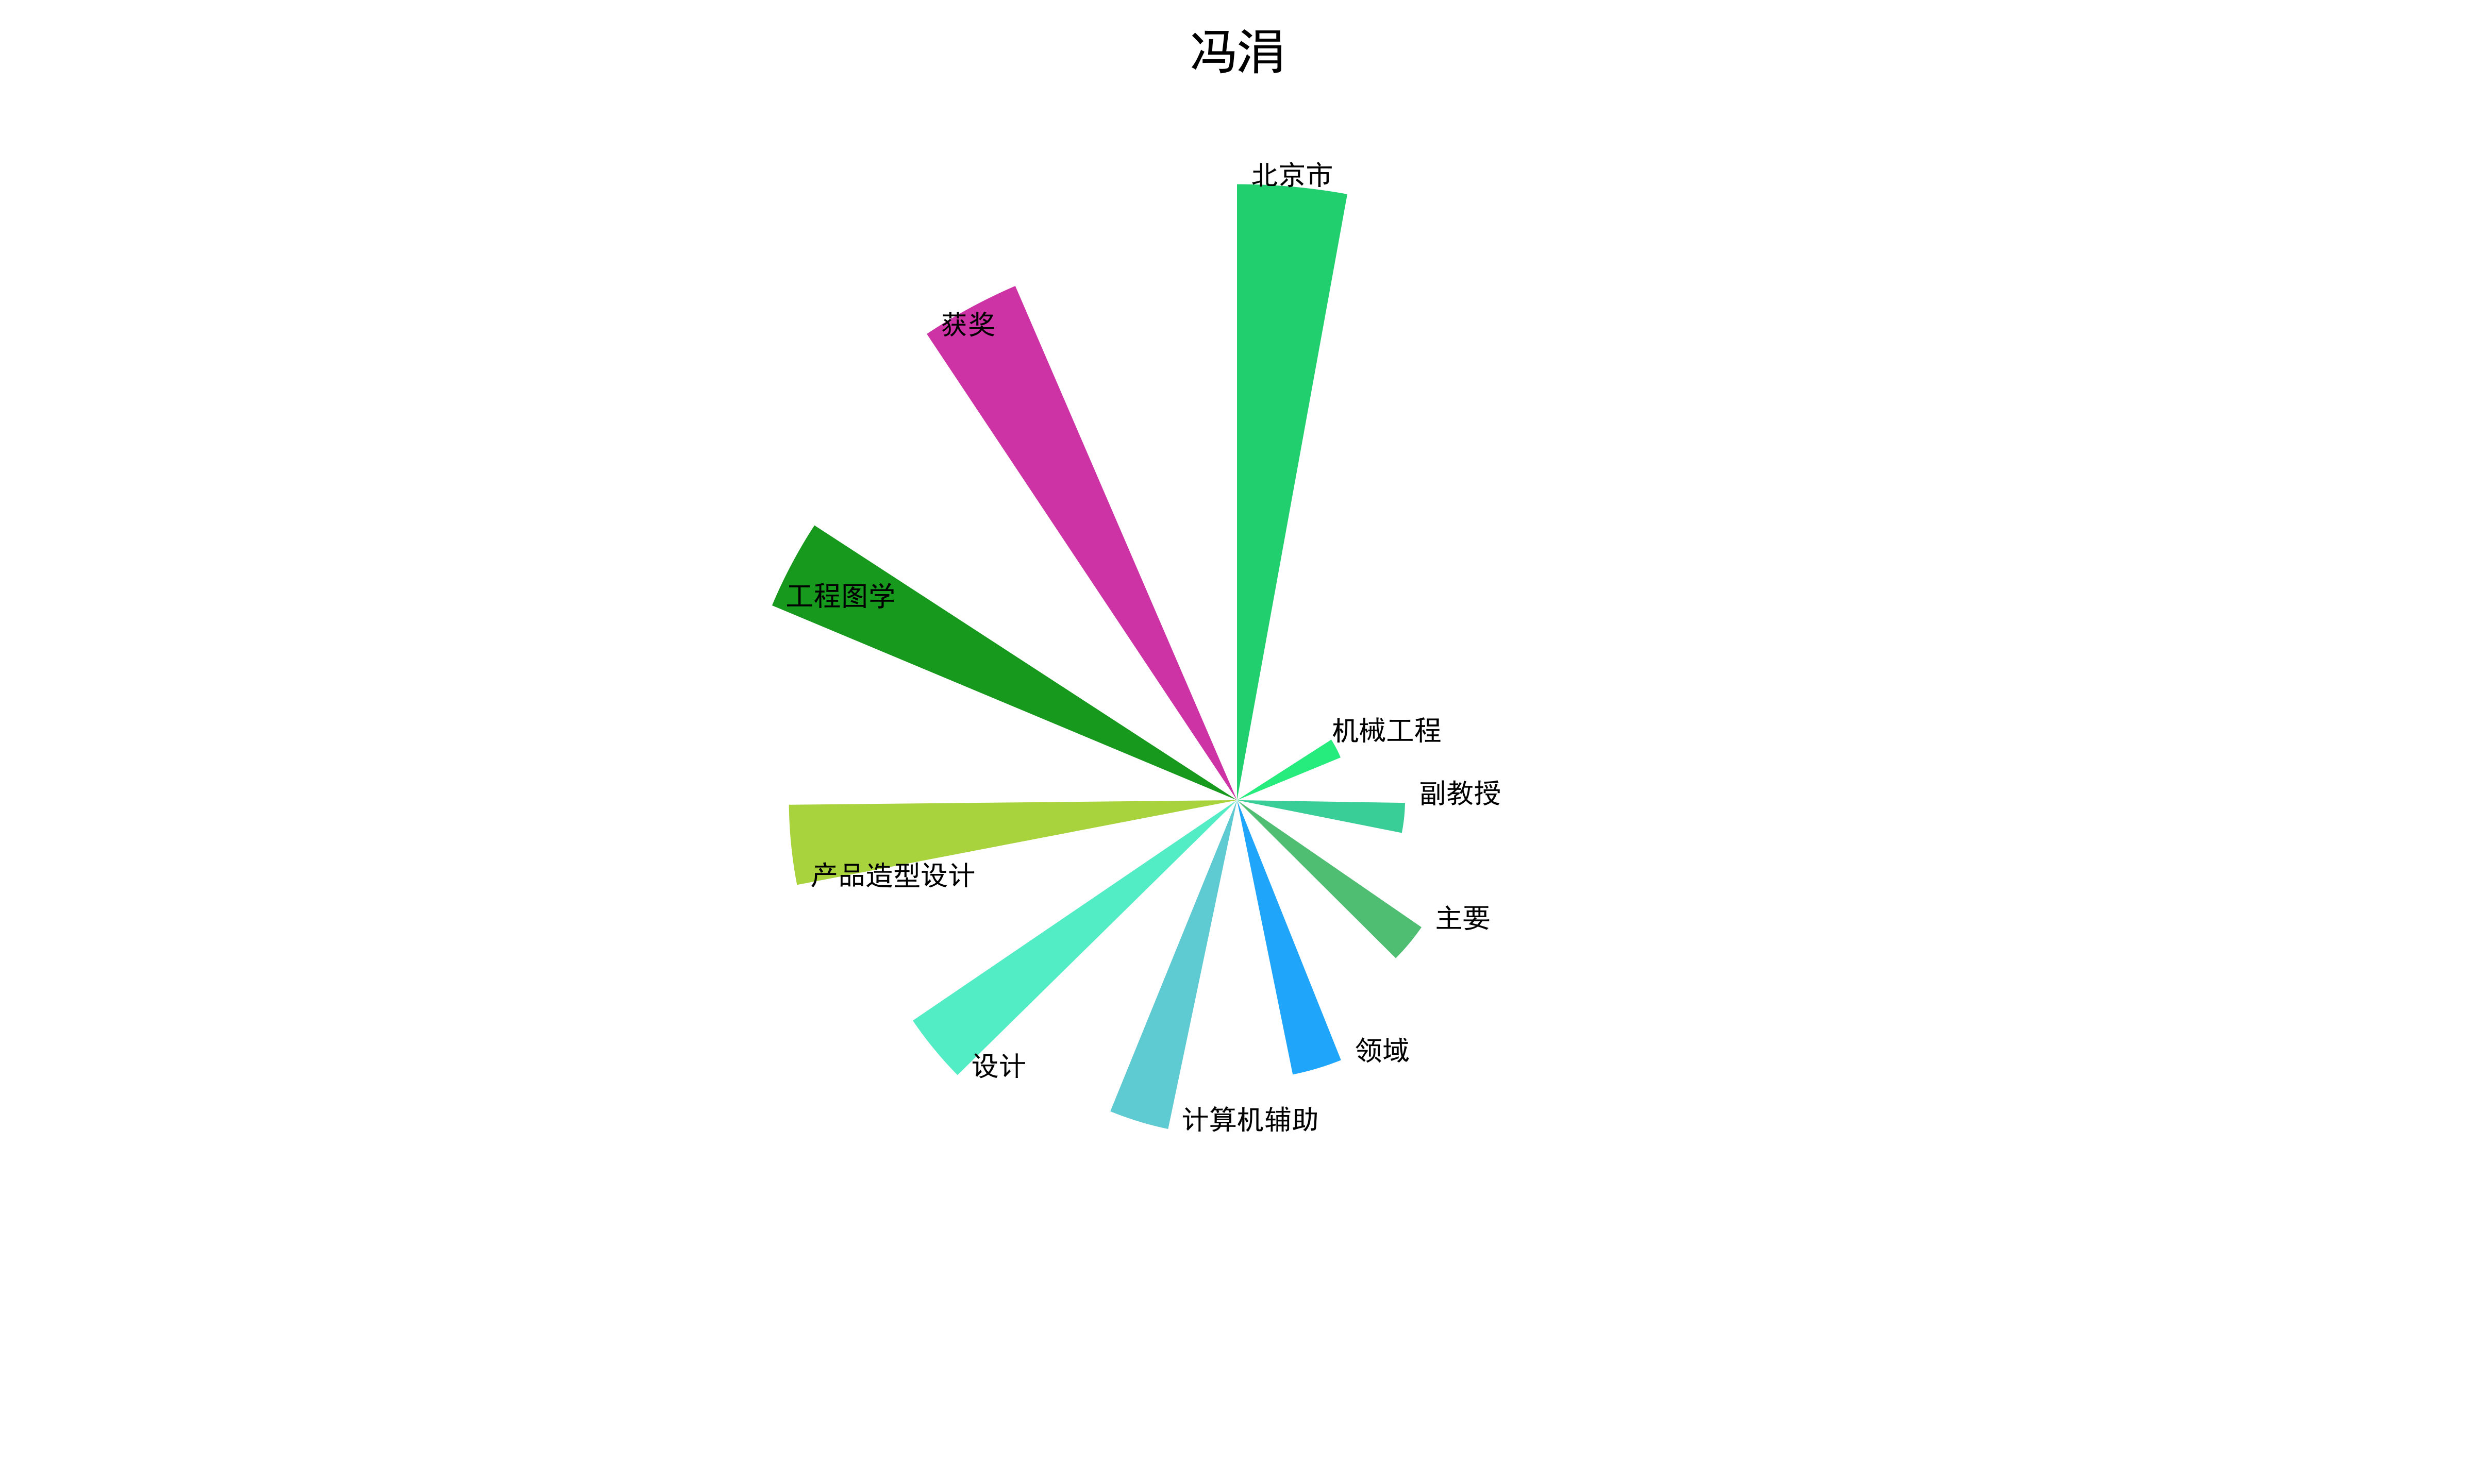 冯涓
北京市
获奖
工程图学
机械工程
副教授
产品造型设计
主要
领域
设计
计算机辅助